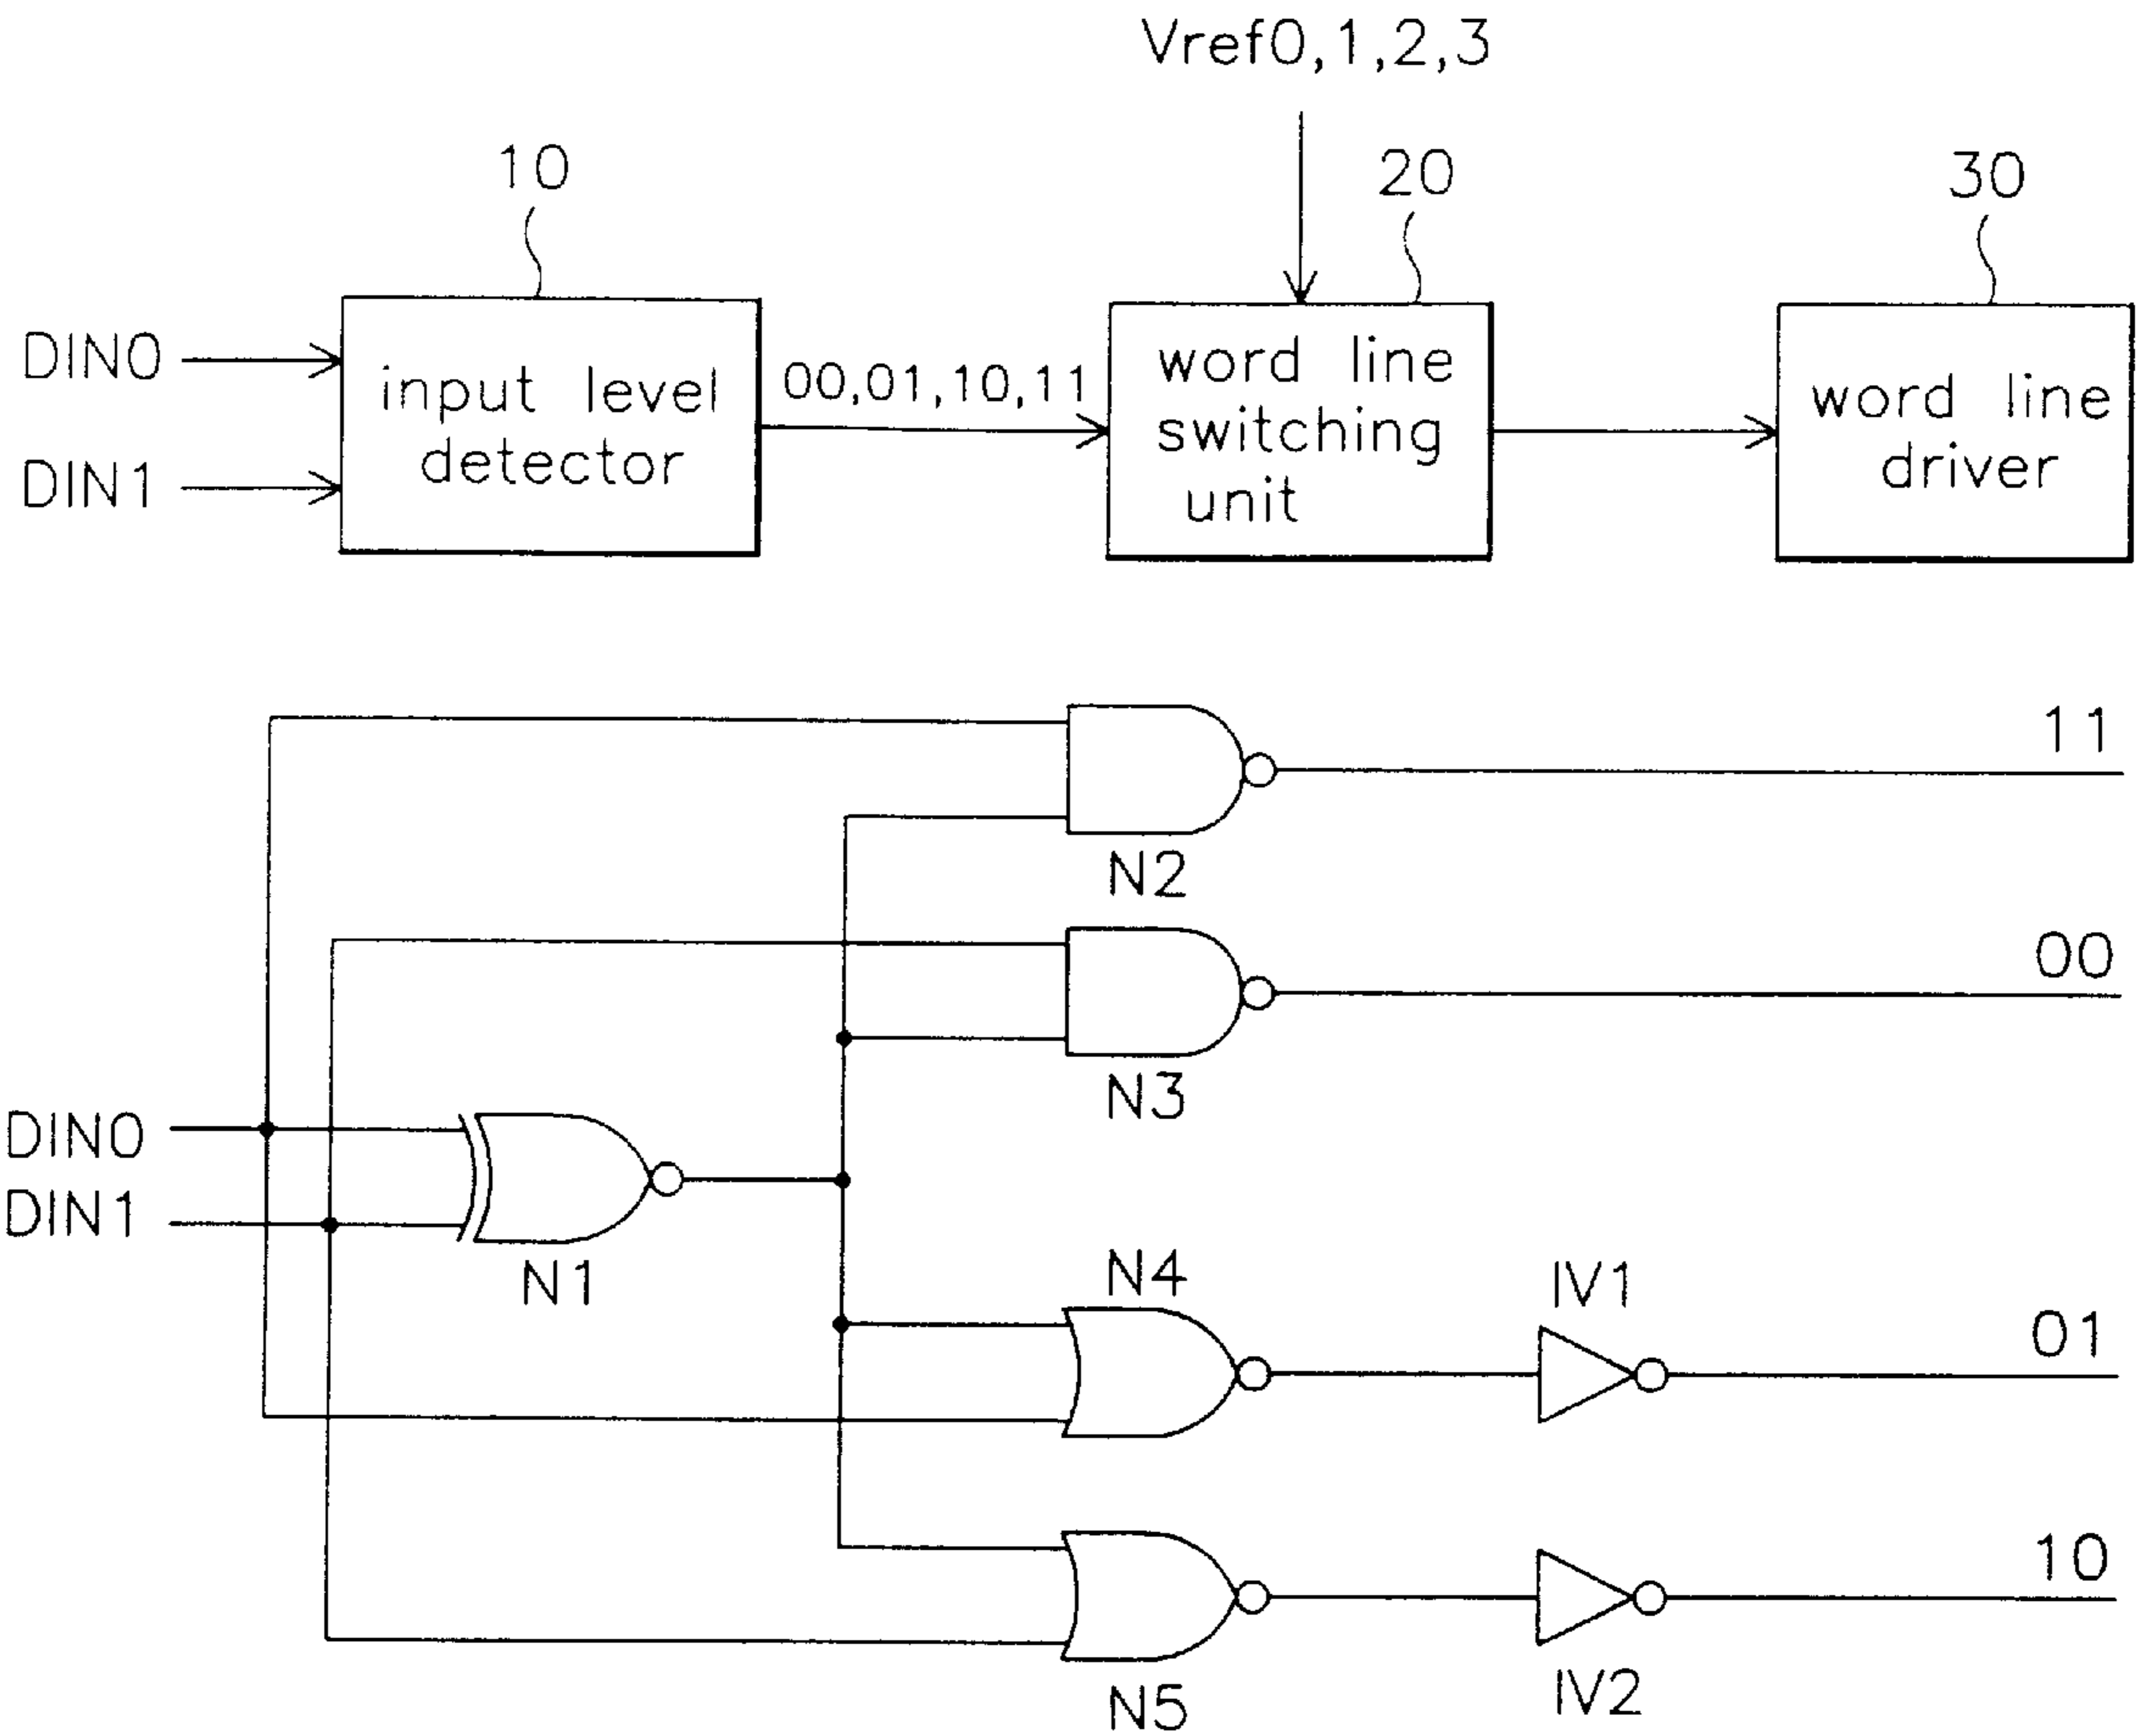 Vref0,1,2,3
10
20
30
DIN0
DIN1
input level
detector
00,01,10,11
word line
switching
unit
word line
driver
11
N2
00
N3
DIN0
DIN1
N1
N4
IV1
01
10
N5
IV2